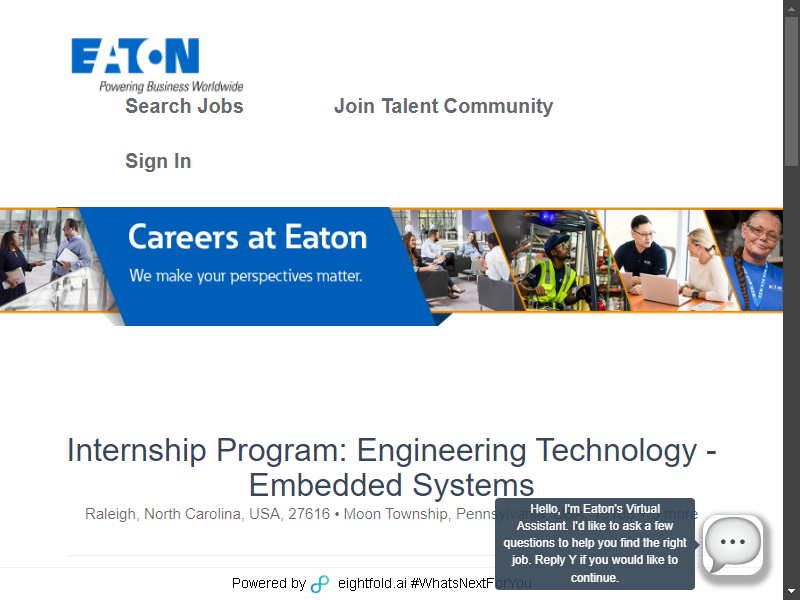 EATON
Powering Business Worldwide
Search Jobs
Join Talent Community
Sign In
Careers at Eaton
We make your perspectives matter.
Internship Program: Engineering Technology -
Embedded Systems
Raleigh, North Carolina, USA, 27616 • Moon Township, Pennsylvania, more
Hello, I'm Eaton's Virtual
Assistant. I'd like to ask a few
questions to help you find the right
job. Reply Y if you would like to
continue.
Powered by eightfold.ai #WhatsNextForYou